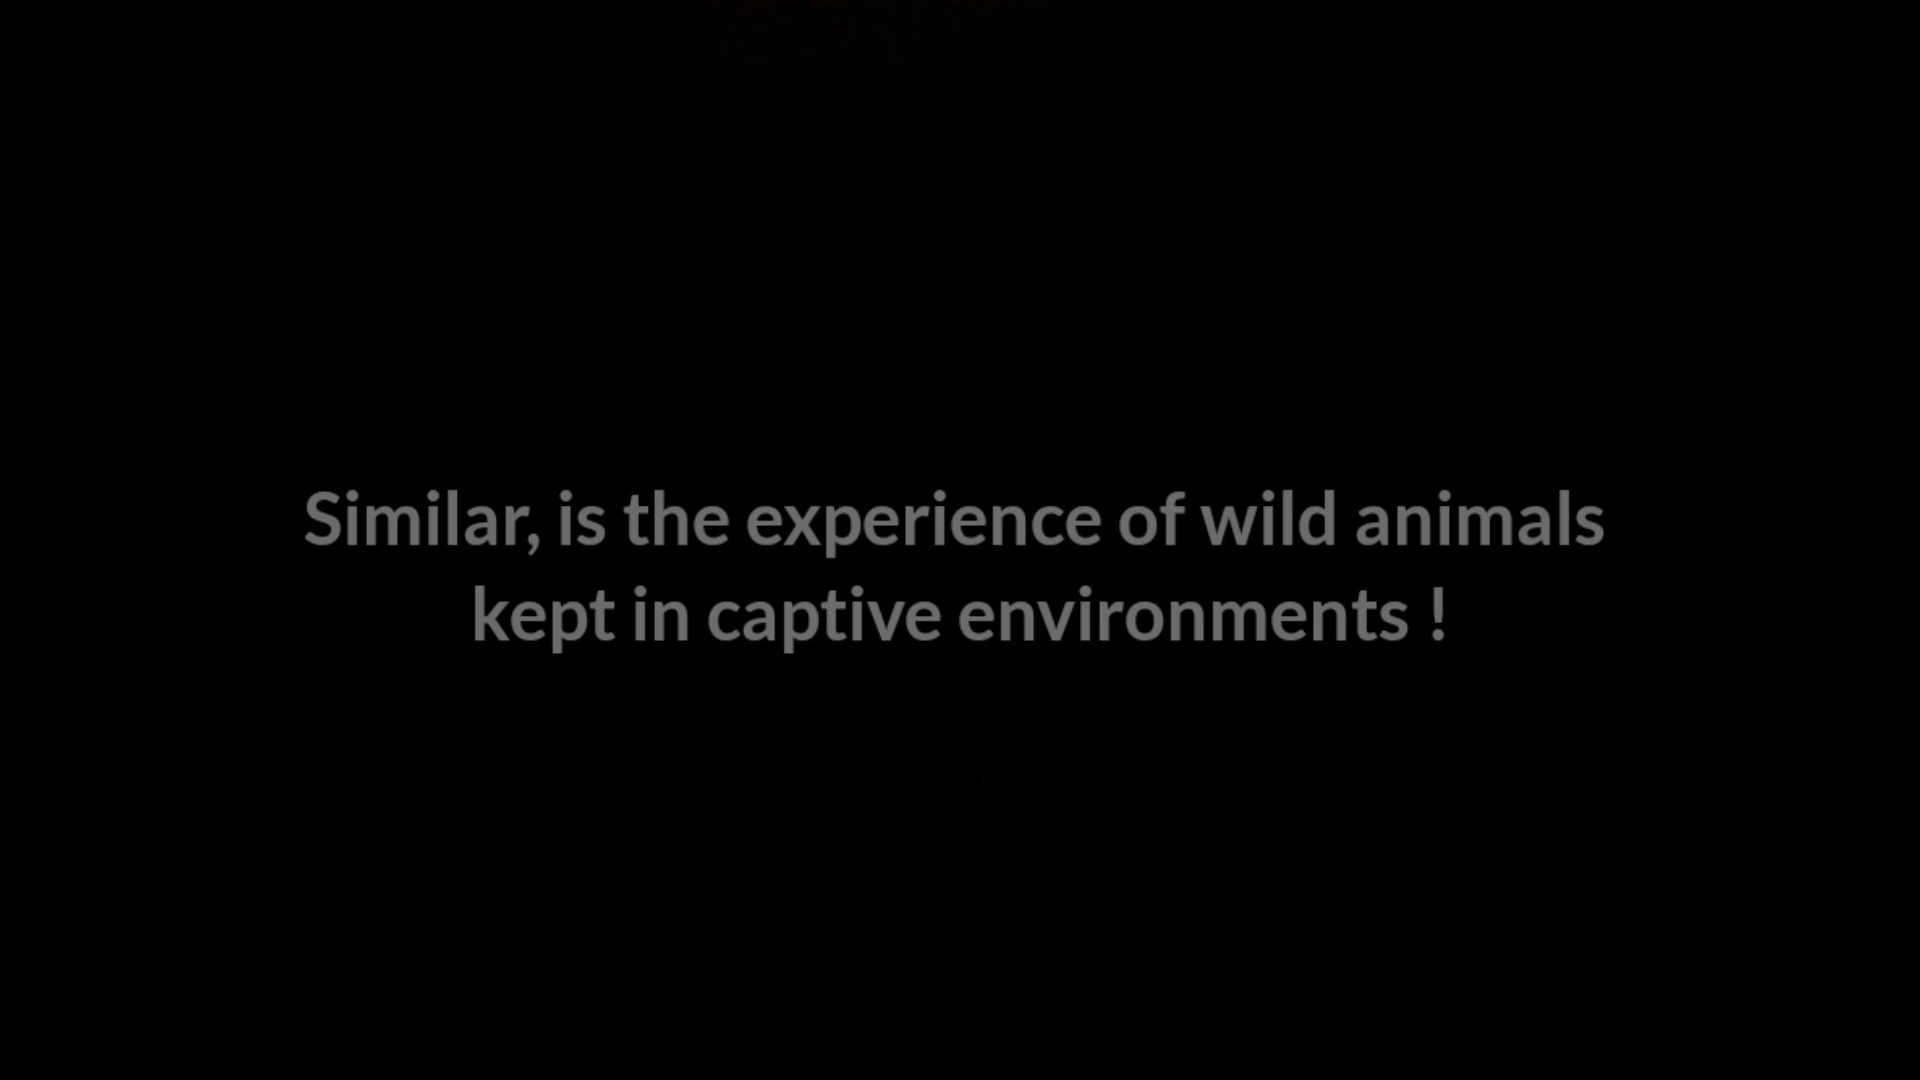 Similar, is the experience of wild animals
kept in captive environments !